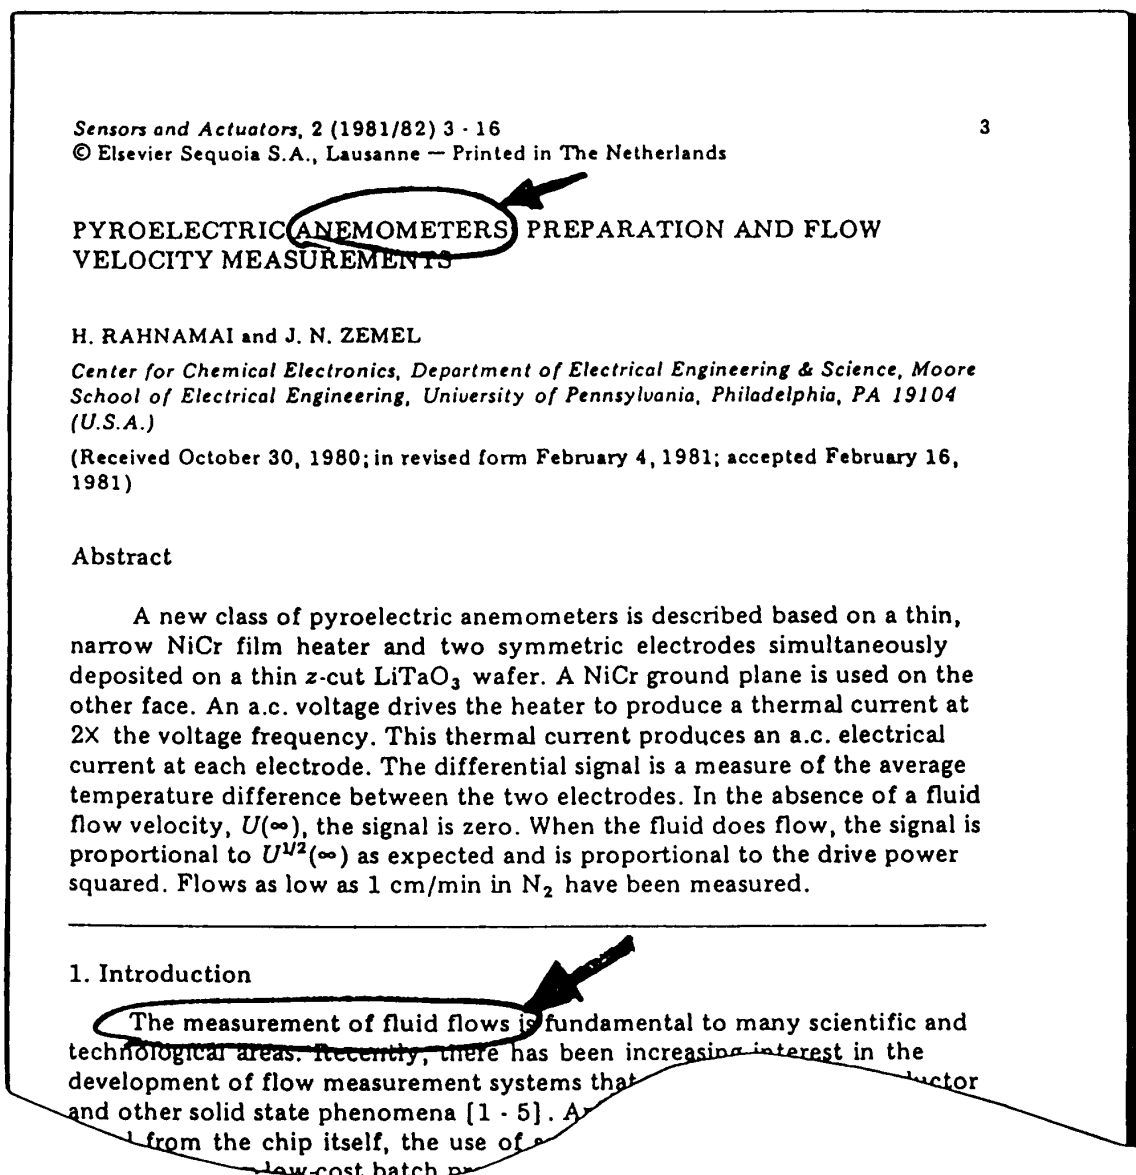 Sensors and Actuators, 2 (1981/82) 3 - 16 3
© Elsevier Sequoia S.A., Lausanne — Printed in The Netherlands
PYROELECTRIC ANEMOMETERS PREPARATION AND FLOW
VELOCITY MEASUREMENTS
H. RAHNAMAI and J. N. ZEMEL
Center for Chemical Electronics, Department of Electrical Engineering & Science, Moore
School of Electrical Engineering, University of Pennsylvania, Philadelphia, PA 19104
(U.S.A.)
(Received October 30, 1980; in revised form February 4, 1981; accepted February 16,
1981)
Abstract
A new class of pyroelectric anemometers is described based on a thin,
narrow NiCr film heater and two symmetric electrodes simultaneously
deposited on a thin z-cut LiTaO₃ wafer. A NiCr ground plane is used on the
other face. An a.c. voltage drives the heater to produce a thermal current at
2X the voltage frequency. This thermal current produces an a.c. electrical
current at each electrode. The differential signal is a measure of the average
temperature difference between the two electrodes. In the absence of a fluid
flow velocity, U(∞), the signal is zero. When the fluid does flow, the signal is
proportional to U^1/2(∞) as expected and is proportional to the drive power
squared. Flows as low as 1 cm/min in N₂ have been measured.
1. Introduction
The measurement of fluid flows is fundamental to many scientific and
technological areas. Recently, there has been increasing interest in the
development of flow measurement systems that
and other solid state phenomena [1 - 5].
from the chip itself, the use of
low-cost batch